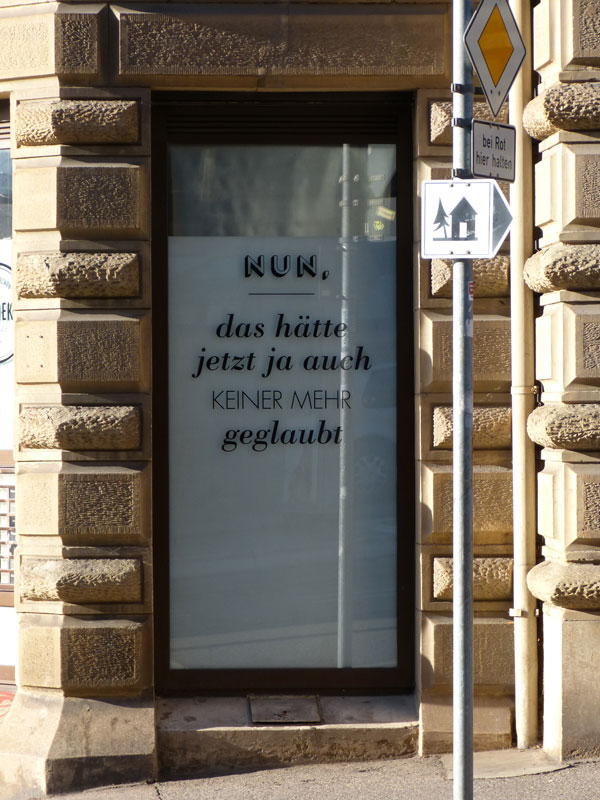 bei Rot
hier halten
NUN,
das hätte
jetzt ja auch
KEINER MEHR
geglaubt